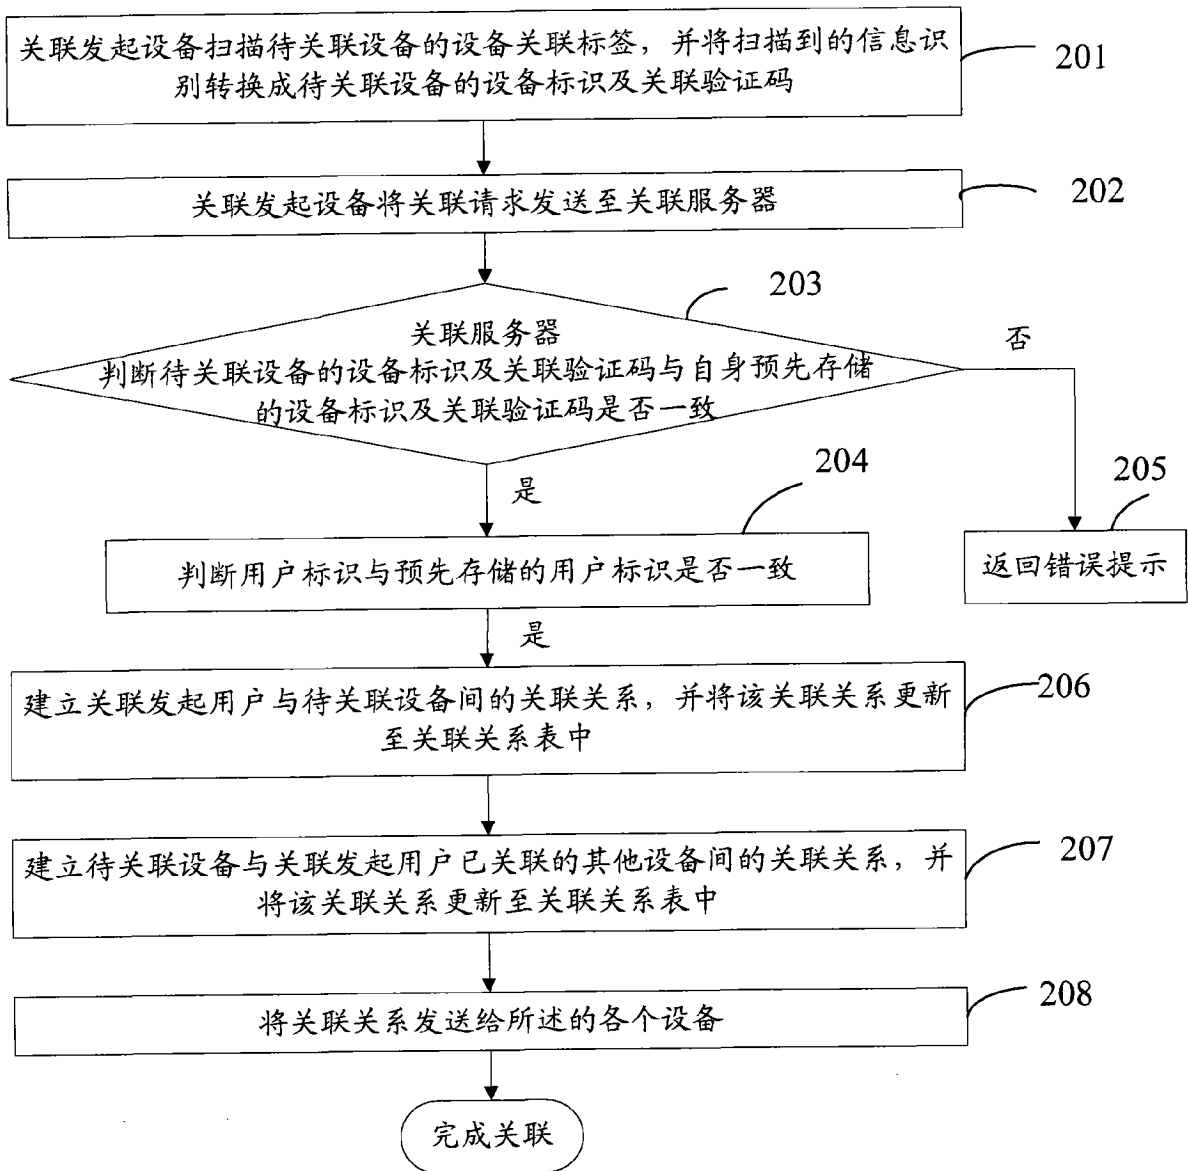 关联发起设备扫描待关联设备的设备关联标签，并将扫描到的信息识
别转换成待关联设备的设备标识及关联验证码
201
关联发起设备将关联请求发送至关联服务器
202
203
关联服务器
判断待关联设备的设备标识及关联验证码与自身预先存储
的设备标识及关联验证码是否一致
否
是
204
205
判断用户标识与预先存储的用户标识是否一致
返回错误提示
是
建立关联发起用户与待关联设备间的关联关系，并将该关联关系更新
至关联关系表中
206
建立待关联设备与关联发起用户已关联的其他设备间的关联关系，并
将该关联关系更新至关联关系表中
207
将关联关系发送给所述的各个设备
208
完成关联